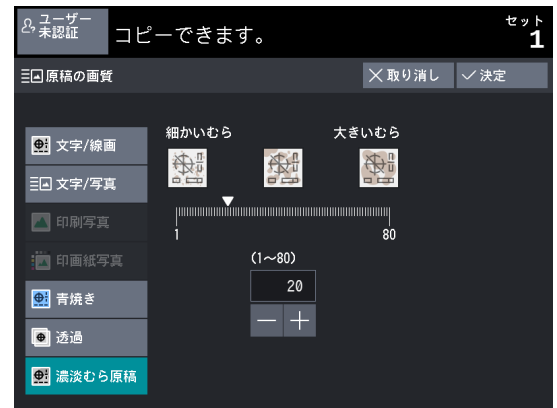 ユーザー
未認証
コピーできます。
セット
1
原稿の画質
取り消し
決定
文字/線画
文字/写真
印刷写真
印画紙写真
青焼き
透過
濃淡むら原稿
細かいむら
大きいむら
1
80
(1～80)
20